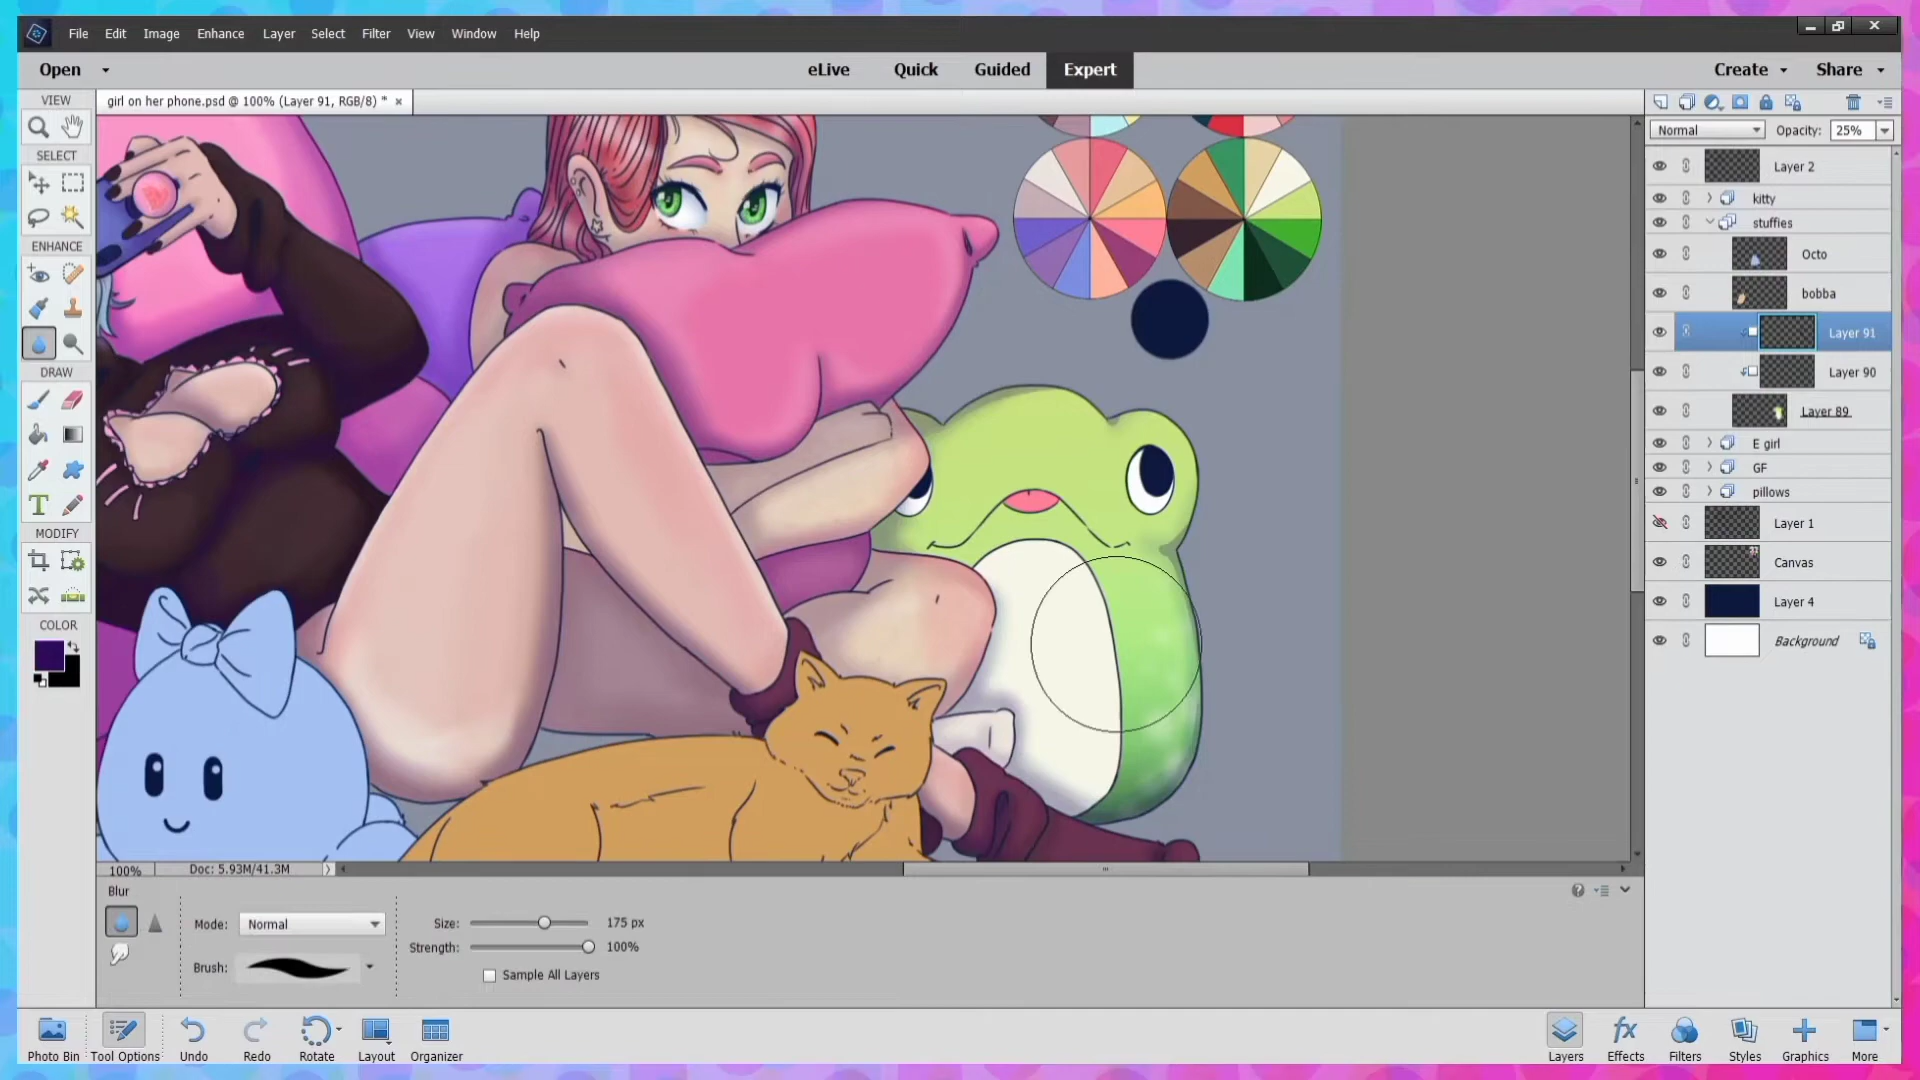 File Edit Image Enhance Layer Select Filter View Window Help
Open eLive Quick Guided Expert Create Share
VIEW girl on her phone.psd @ 100% (Layer 91, RGB/8) * ×
SELECT
ENHANCE
DRAW
T
MODIFY
COLOR
Normal Opacity: 25%
Layer 2
kitty
stuffies
Octo
bobba
Layer 91
Layer 90
Layer 89
E girl
GF
pillows
Layer 1
Canvas
Layer 4
Background
100% Doc: 5.93M/41.3M
Blur
Mode: Normal Size: 175 px
Strength: 100%
Brush: Sample All Layers
Photo Bin Tool Options Undo Redo Rotate Layout Organizer
fx
Layers Effects Filters Styles Graphics More